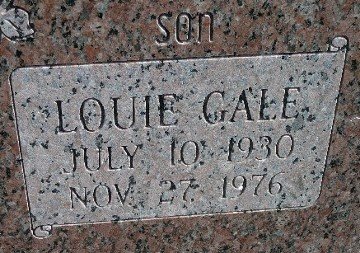 SON
LOUIE GALE
JULY 10, 1930
NOV. 27, 1976